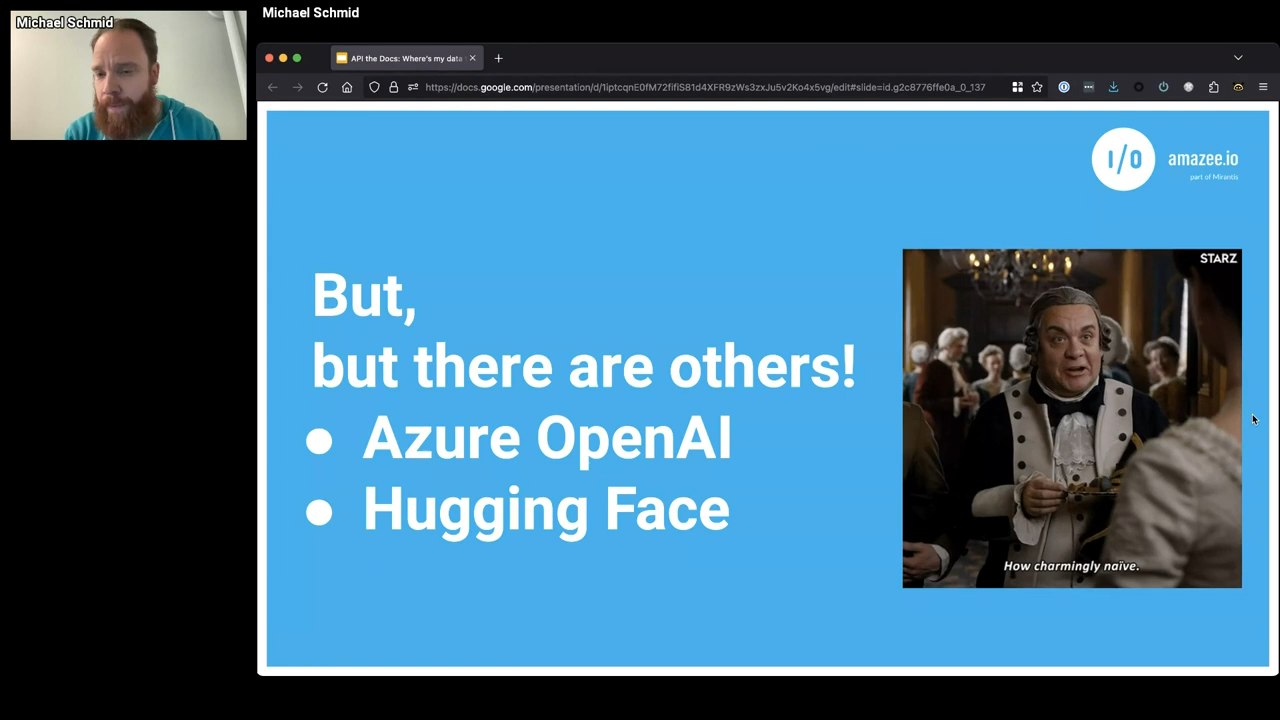 Michael Schmid
Michael Schmid
API the Docs: Where's my data
https://docs.google.com/presentation/d/1iptcqnE0fM72fifiS81d4XFR9zWs3zxJu5v2Ko4x5vg/edit#slide=id.g2c8776ffe0a_0_137
I/O
amazee.io
part of Mirantis
But,
but there are others!
● Azure OpenAI
● Hugging Face
STARZ
How charmingly naïve.